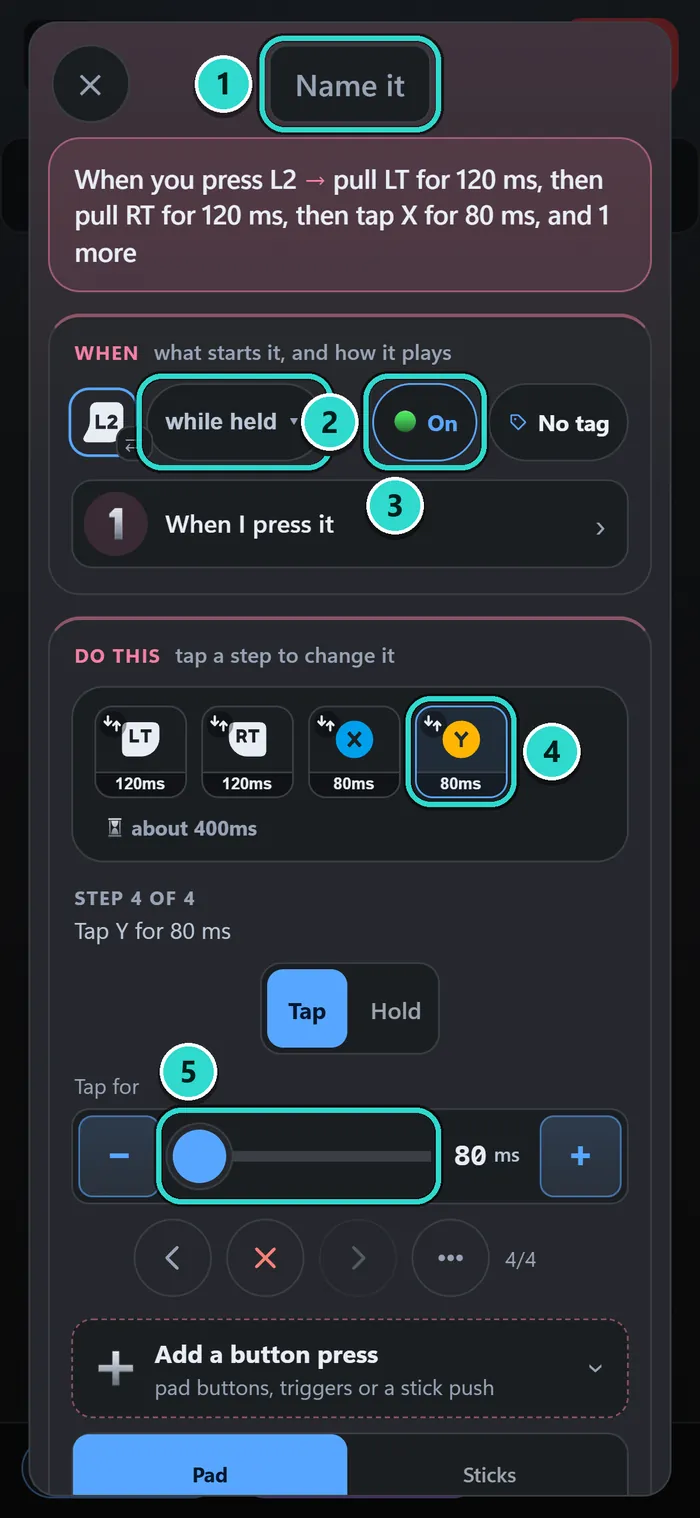 1
Name it
When you press L2 → pull LT for 120 ms, then
pull RT for 120 ms, then tap X for 80 ms, and 1
more
WHEN what starts it, and how it plays
L2 while held 2 On No tag
3
1 When I press it
DO THIS tap a step to change it
LT RT X Y 4
120ms 120ms 80ms 80ms
about 400ms
STEP 4 OF 4
Tap Y for 80 ms
Tap Hold
5
Tap for
80 ms
4/4
Add a button press
pad buttons, triggers or a stick push
Pad Sticks